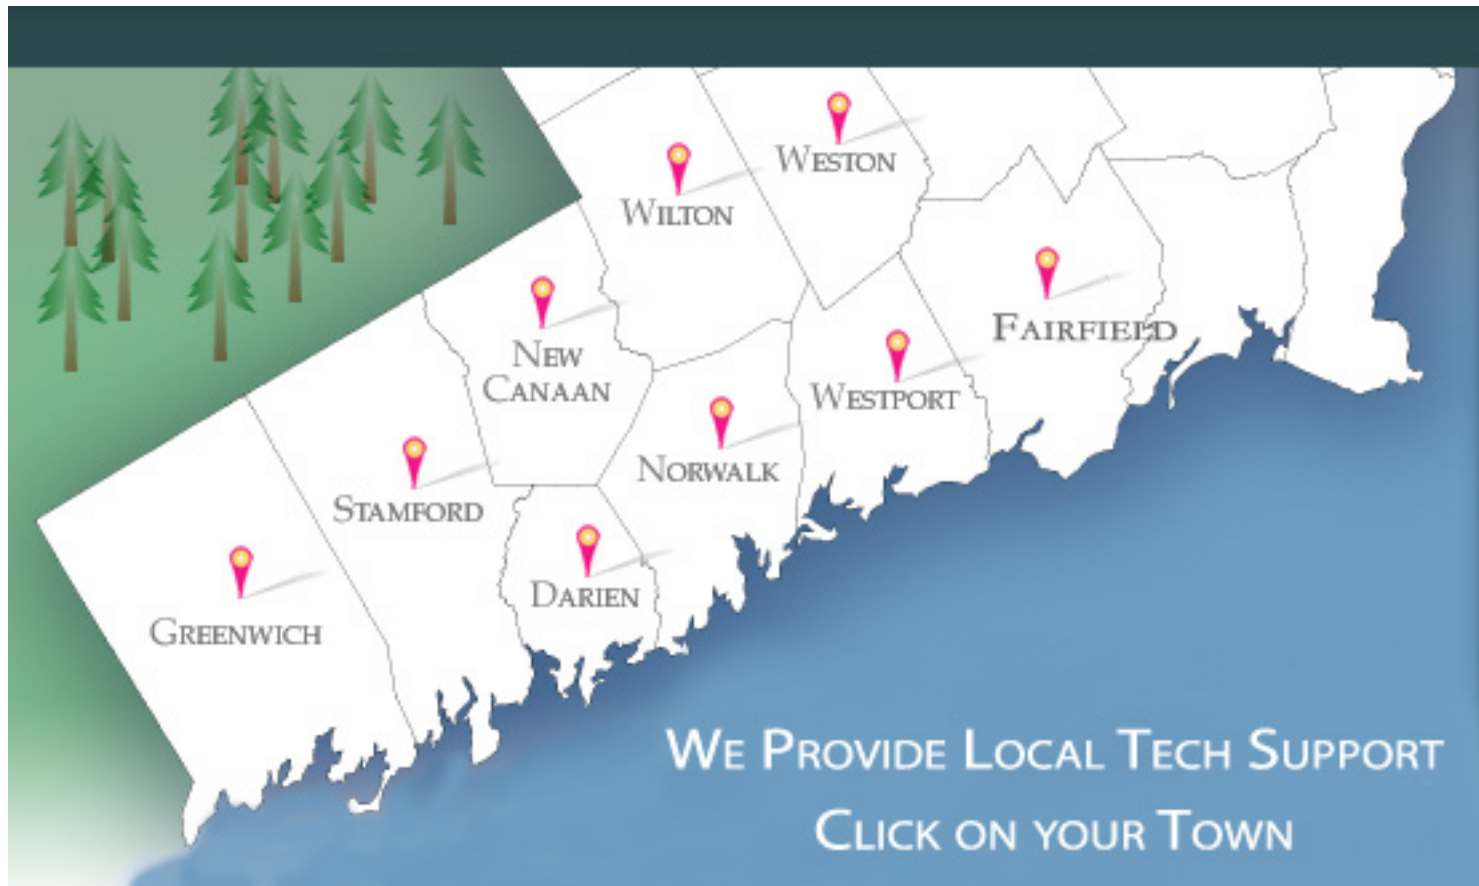 WESTON
WILTON
FAIRFIELD
NEW
CANAAN
WESTPORT
NORWALK
STAMFORD
DARIEN
GREENWICH
WE PROVIDE LOCAL TECH SUPPORT
CLICK ON YOUR TOWN